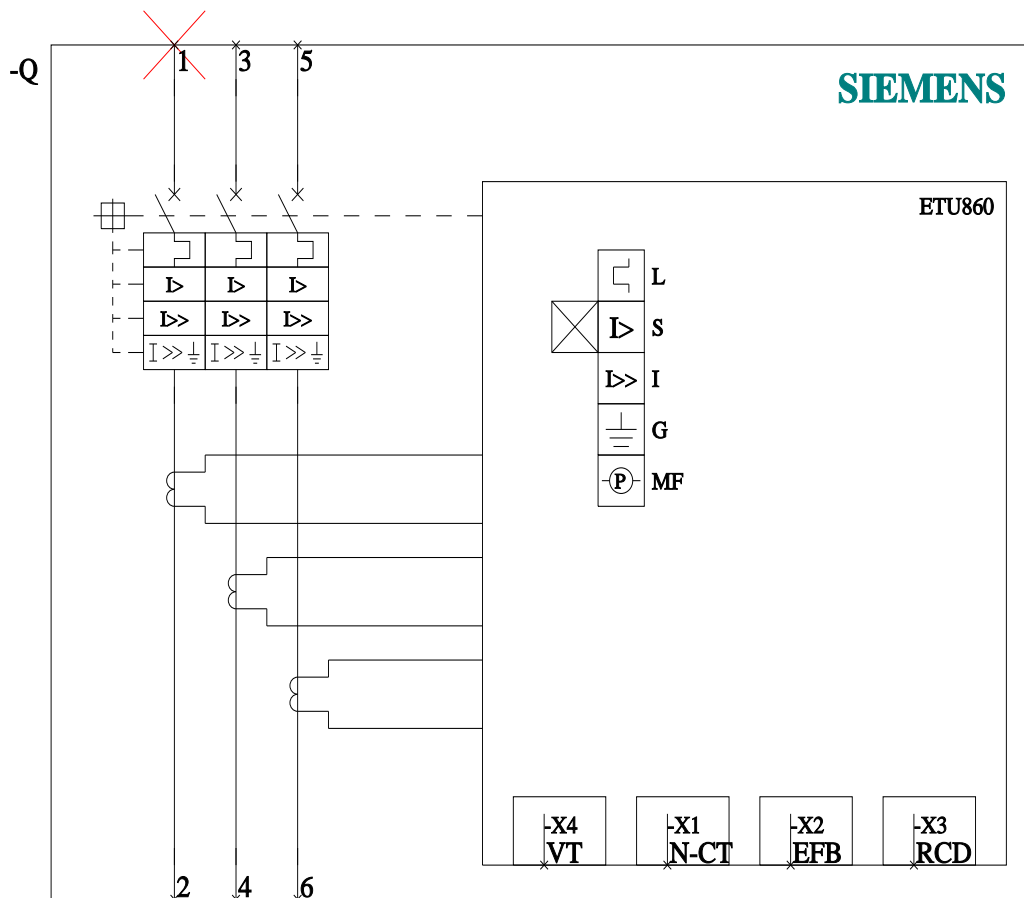 1 3 5
-Q
SIEMENS
ETU860
L
I> I> I>
S
I>
I>> I>> I>>
I>> I>> I>>
I>> I
G
P MF
-X4 -X1 -X2 -X3
VT N-CT EFB RCD
2 4 6